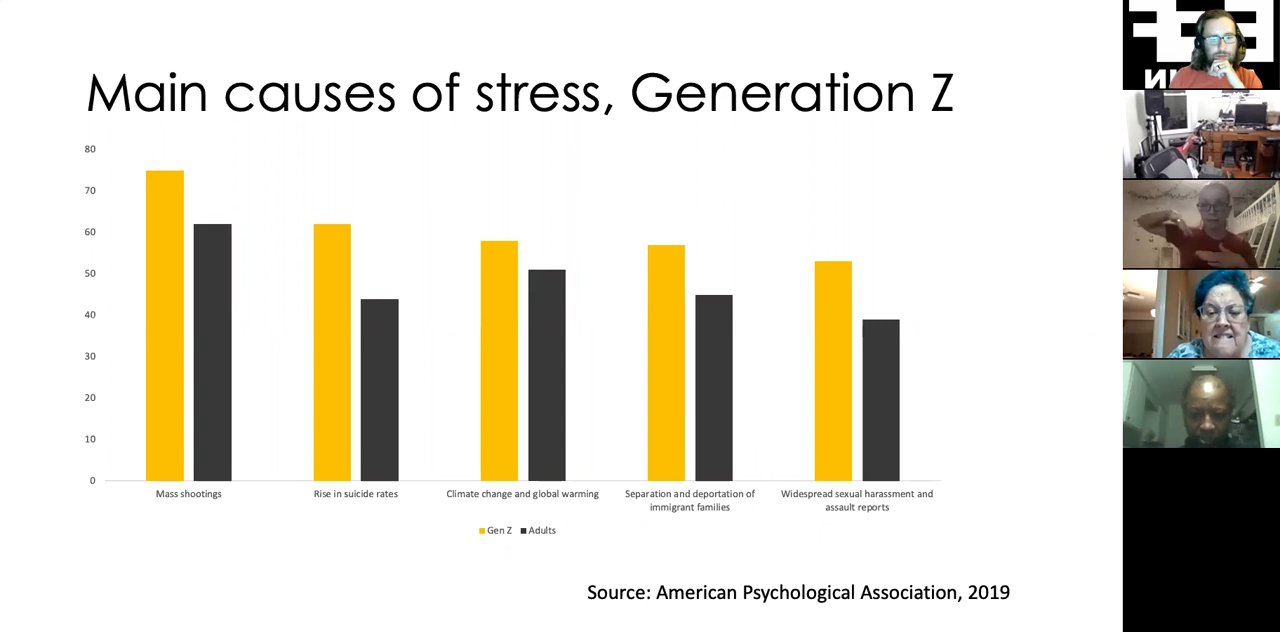 Main causes of stress, Generation Z
80
70
60
50
40
30
20
10
0
Mass shootings
Rise in suicide rates
Climate change and global warming
Separation and deportation of
immigrant families
Widespread sexual harassment and
assault reports
Gen Z
Adults
Source: American Psychological Association, 2019